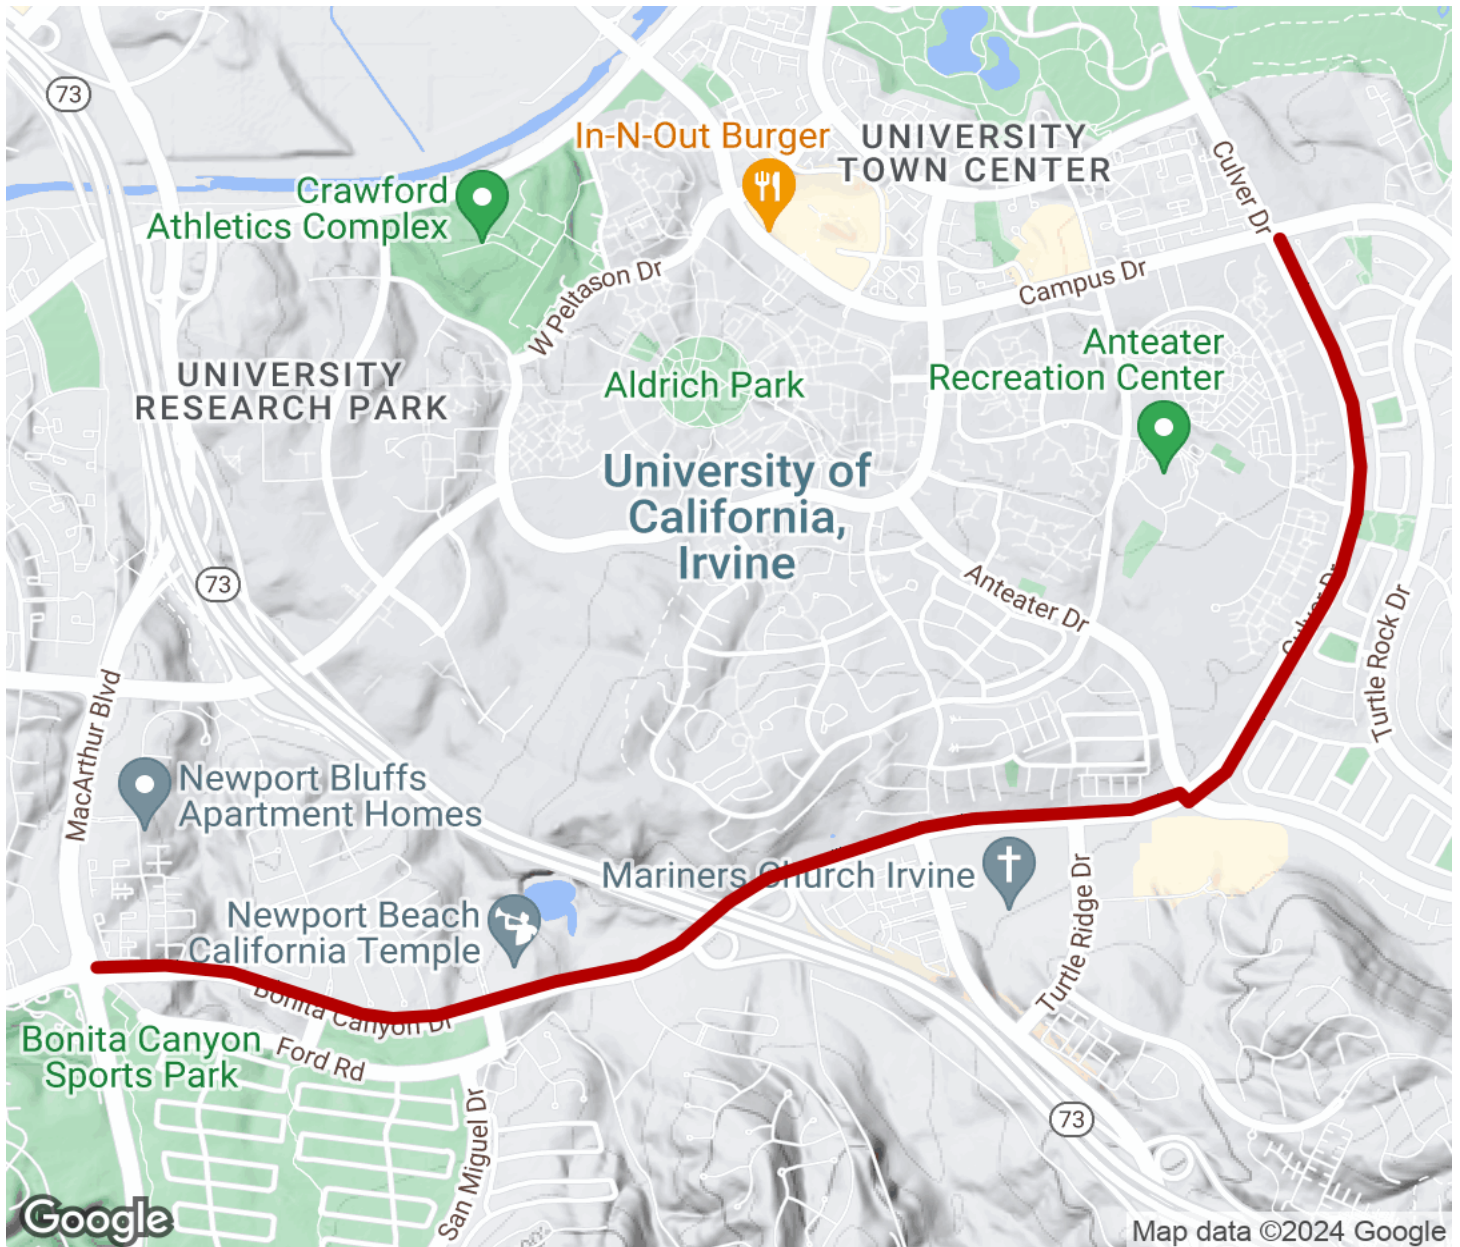 73
In-N-Out Burger
UNIVERSITY
TOWN CENTER
Culver Dr
Crawford
Athletics Complex
W Peltason Dr
Campus Dr
Anteater
Recreation Center
UNIVERSITY
RESEARCH PARK
Aldrich Park
University of
California,
Irvine
73
Anteater Dr
Culver Dr
Turtle Rock Dr
MacArthur Blvd
Newport Bluffs
Apartment Homes
Mariners Church Irvine
Turtle Ridge Dr
Newport Beach
California Temple
Bonita Canyon Dr
Bonita Canyon
Sports Park
Ford Rd
San Miguel Dr
73
Google
Map data ©2024 Google